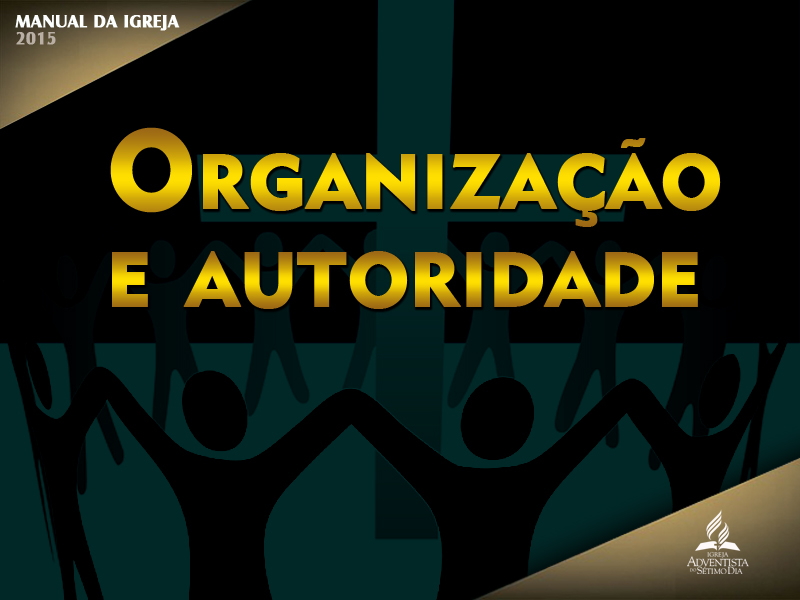 MANUAL DA IGREJA
2015
ORGANIZAÇÃO
E AUTORIDADE
IGREJA
ADVENTISTA
DO SÉTIMO DIA